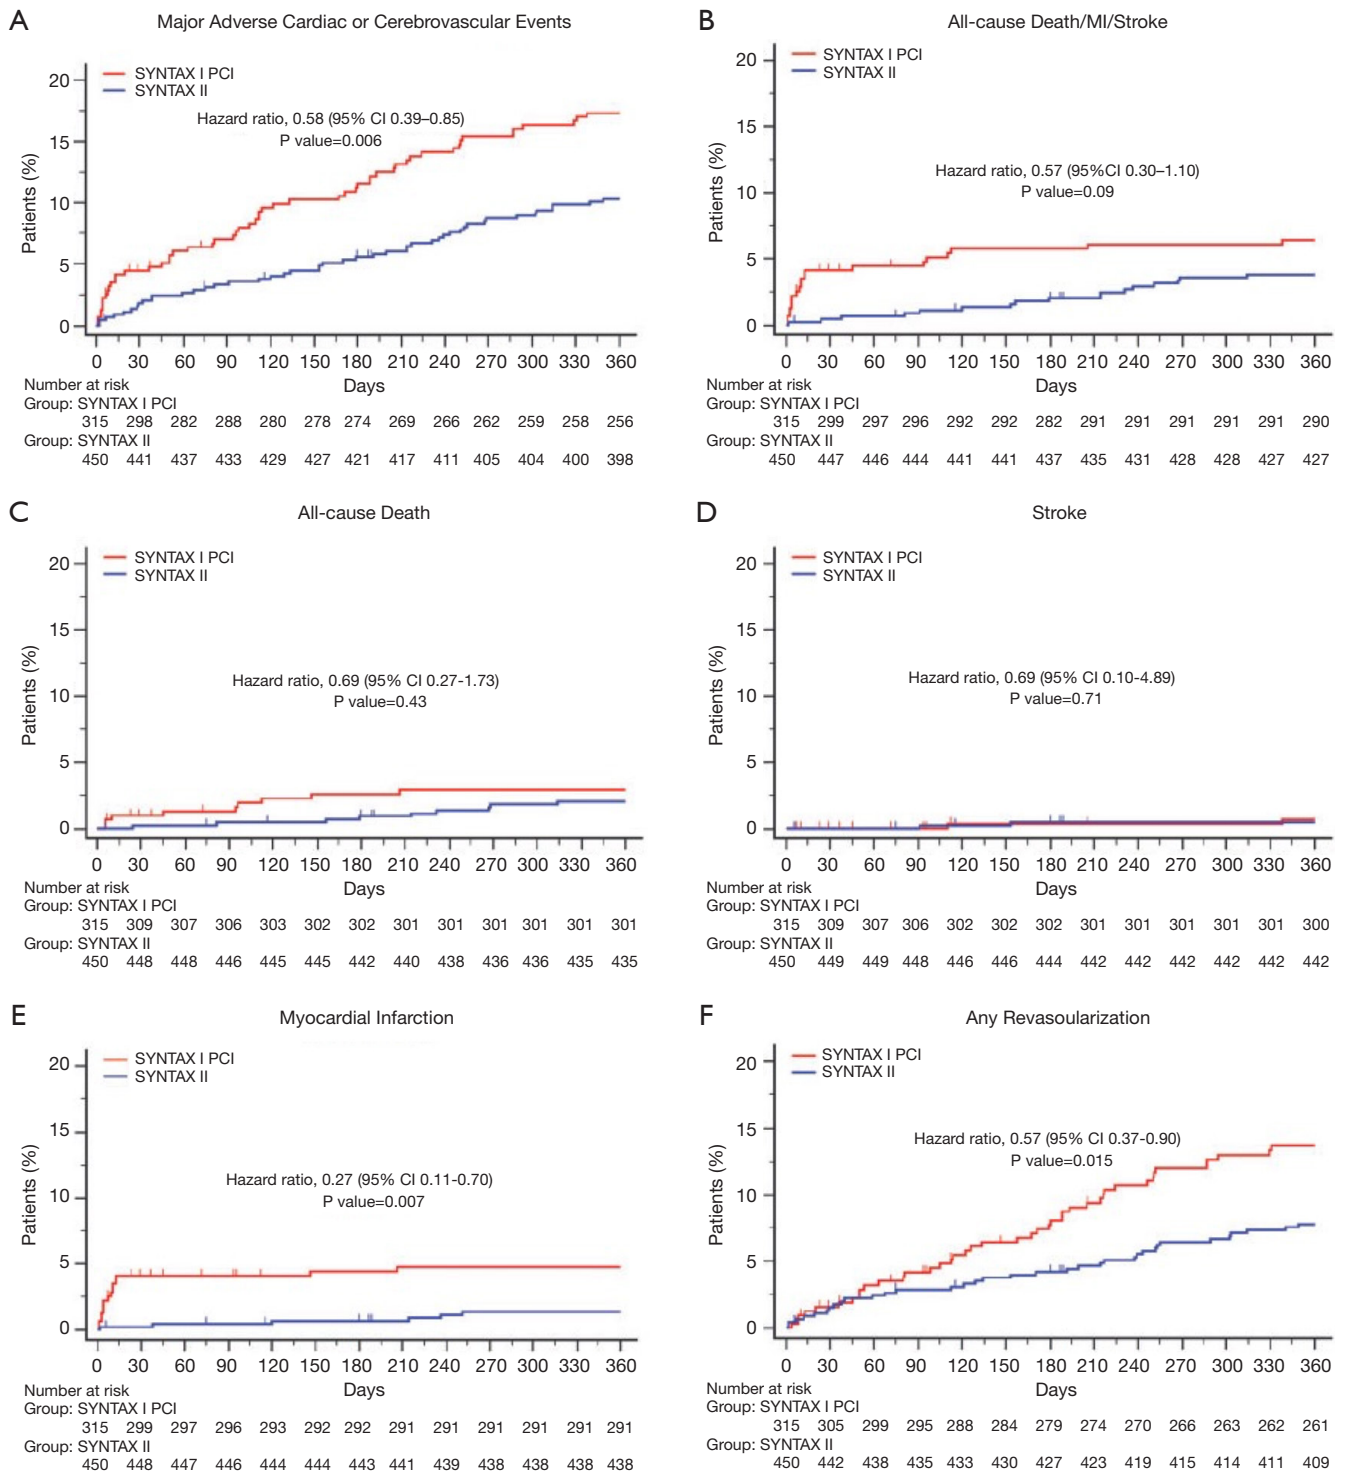 A
Major Adverse Cardiac or Cerebrovascular Events
SYNTAX I PCI
SYNTAX II
Hazard ratio, 0.58 (95% CI 0.39–0.85)
P value=0.006
Patients (%)
20
15
10
5
0
0 30 60 90 120 150 180 210 240 270 300 330 360
Days
Number at risk
Group: SYNTAX I PCI
315 298 282 288 280 278 274 269 266 262 259 258 256
Group: SYNTAX II
450 441 437 433 429 427 421 417 411 405 404 400 398
B
All-cause Death/MI/Stroke
SYNTAX I PCI
SYNTAX II
Hazard ratio, 0.57 (95%CI 0.30–1.10)
P value=0.09
Patients (%)
20
15
10
5
0
0 30 60 90 120 150 180 210 240 270 300 330 360
Days
Number at risk
Group: SYNTAX I PCI
315 299 297 296 292 292 282 291 291 291 291 291 290
Group: SYNTAX II
450 447 446 444 441 441 437 435 431 428 428 427 427
C
All-cause Death
SYNTAX I PCI
SYNTAX II
Hazard ratio, 0.69 (95% CI 0.27-1.73)
P value=0.43
Patients (%)
20
15
10
5
0
0 30 60 90 120 150 180 210 240 270 300 330 360
Days
Number at risk
Group: SYNTAX I PCI
315 309 307 306 303 302 302 301 301 301 301 301 301
Group: SYNTAX II
450 448 448 446 445 445 442 440 438 436 436 435 435
D
Stroke
SYNTAX I PCI
SYNTAX II
Hazard ratio, 0.69 (95% CI 0.10-4.89)
P value=0.71
Patients (%)
20
15
10
5
0
0 30 60 90 120 150 180 210 240 270 300 330 360
Days
Number at risk
Group: SYNTAX I PCI
315 309 307 306 302 302 302 301 301 301 301 301 300
Group: SYNTAX II
450 449 449 448 446 446 444 442 442 442 442 442 442
E
Myocardial Infarction
SYNTAX I PCI
SYNTAX II
Hazard ratio, 0.27 (95% CI 0.11-0.70)
P value=0.007
Patients (%)
20
15
10
5
0
0 30 60 90 120 150 180 210 240 270 300 330 360
Days
Number at risk
Group: SYNTAX I PCI
315 299 297 296 293 292 292 291 291 291 291 291 291
Group: SYNTAX II
450 448 447 446 444 444 443 441 439 438 438 438 438
F
Any Revasoularization
SYNTAX I PCI
SYNTAX II
Hazard ratio, 0.57 (95% CI 0.37-0.90)
P value=0.015
Patients (%)
20
15
10
5
0
0 30 60 90 120 150 180 210 240 270 300 330 360
Days
Number at risk
Group: SYNTAX I PCI
315 305 299 295 288 284 279 274 270 266 263 262 261
Group: SYNTAX II
450 442 438 435 433 430 427 423 419 415 414 411 409